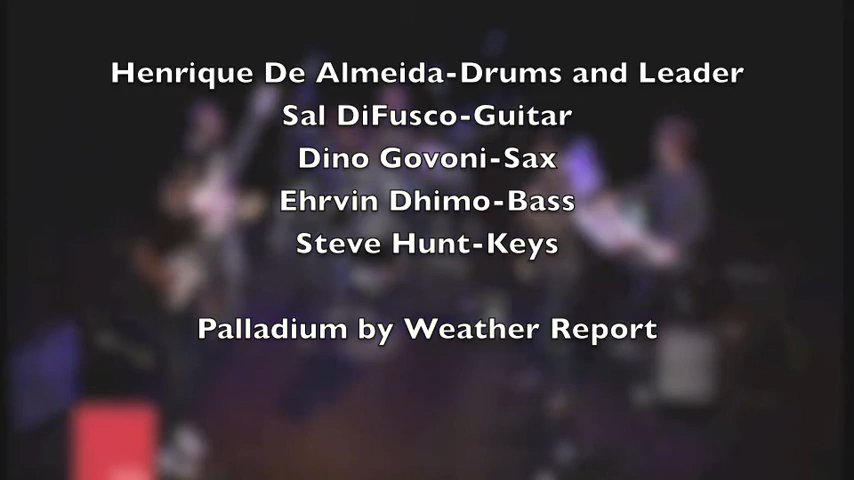 Henrique De Almeida-Drums and Leader
Sal DiFusco-Guitar
Dino Govoni-Sax
Ehrvin Dhimo-Bass
Steve Hunt-Keys
Palladium by Weather Report